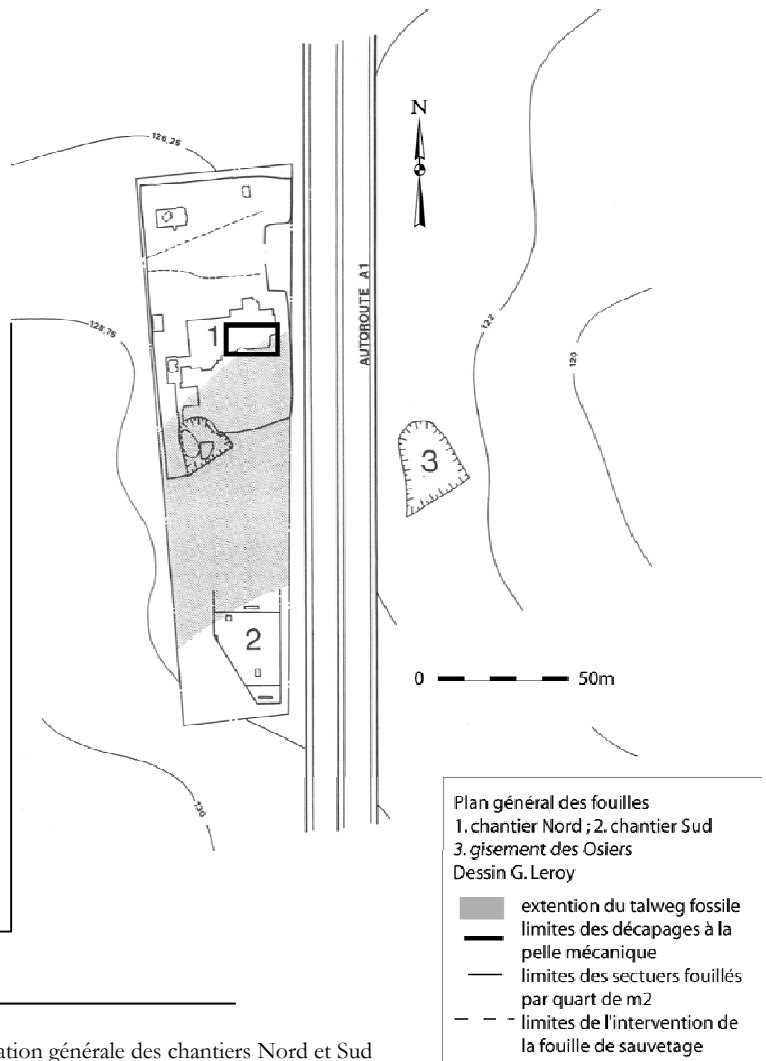 126,25
N
128,75
1
AUTOROUTE A1
122
120
3
2
0 50m
130
Plan général des fouilles
1. chantier Nord ; 2. chantier Sud
3. gisement des Osiers
Dessin G. Leroy
extention du talweg fossile
limites des décapages à la
pelle mécanique
limites des sectuers fouillés
par quart de m2
limites de l'intervention de
la fouille de sauvetage
ation générale des chantiers Nord et Sud